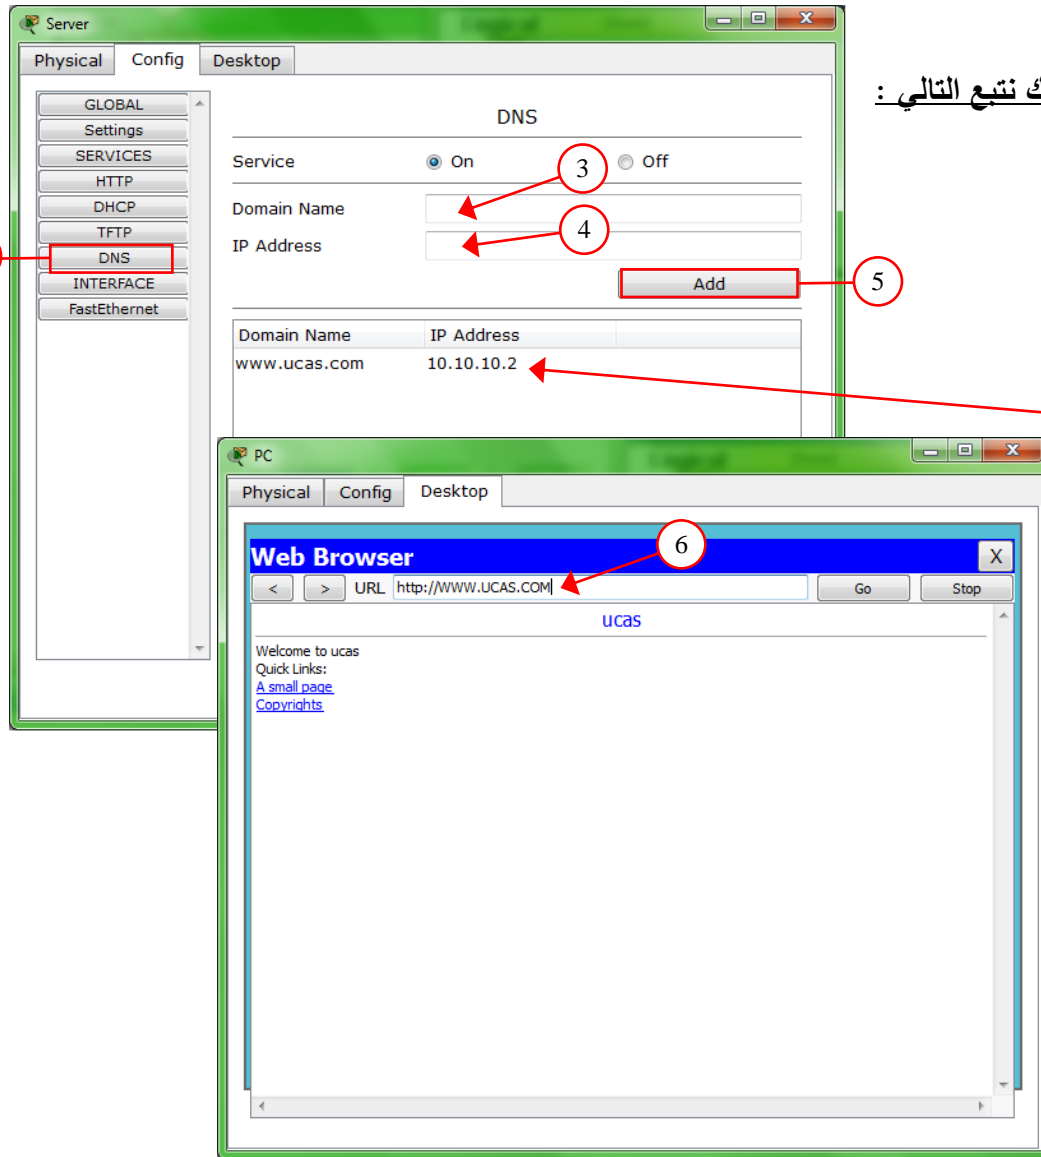 Server
Physical Config Desktop
ك نتبع التالي :
GLOBAL
Settings
SERVICES
HTTP
DHCP
TFTP
DNS
INTERFACE
FastEthernet
DNS
Service On Off
3
Domain Name
4
IP Address
Add
5
Domain Name IP Address
www.ucas.com 10.10.10.2
PC
Physical Config Desktop
6
Web Browser X
< > URL http://WWW.UCAS.COM Go Stop
ucas
Welcome to ucas
Quick Links:
A small page
Copyrights